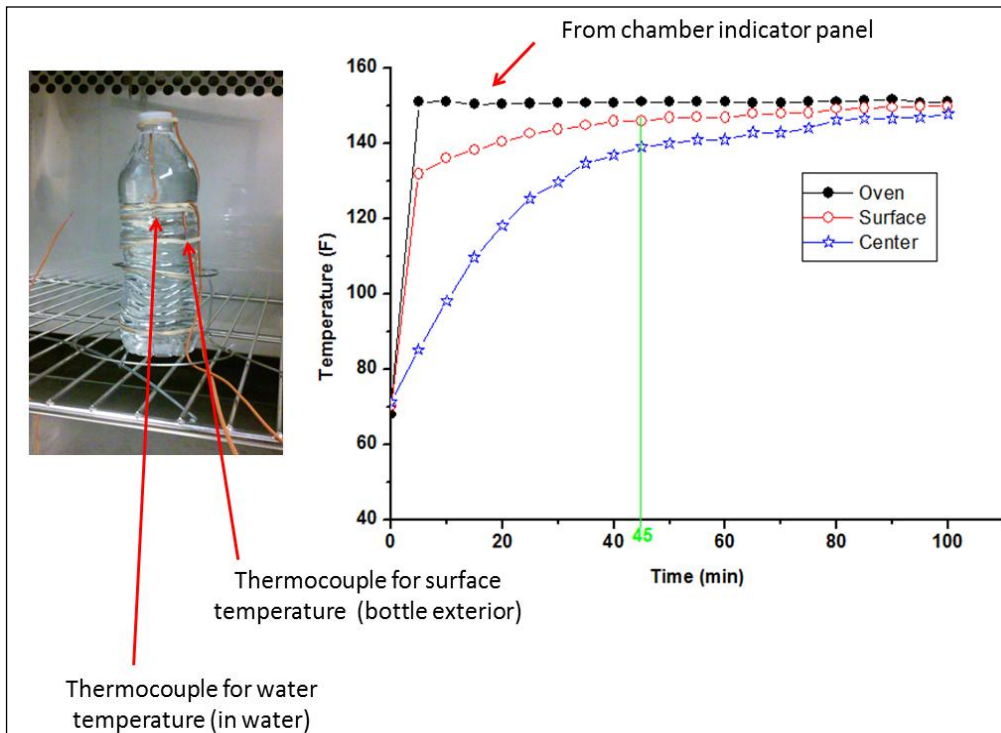 From chamber indicator panel
160
140
120
100
80
60
40
Temperature (F)
Oven
Surface
Center
0
20
40
45
60
80
100
Time (min)
Thermocouple for surface
temperature (bottle exterior)
Thermocouple for water
temperature (in water)